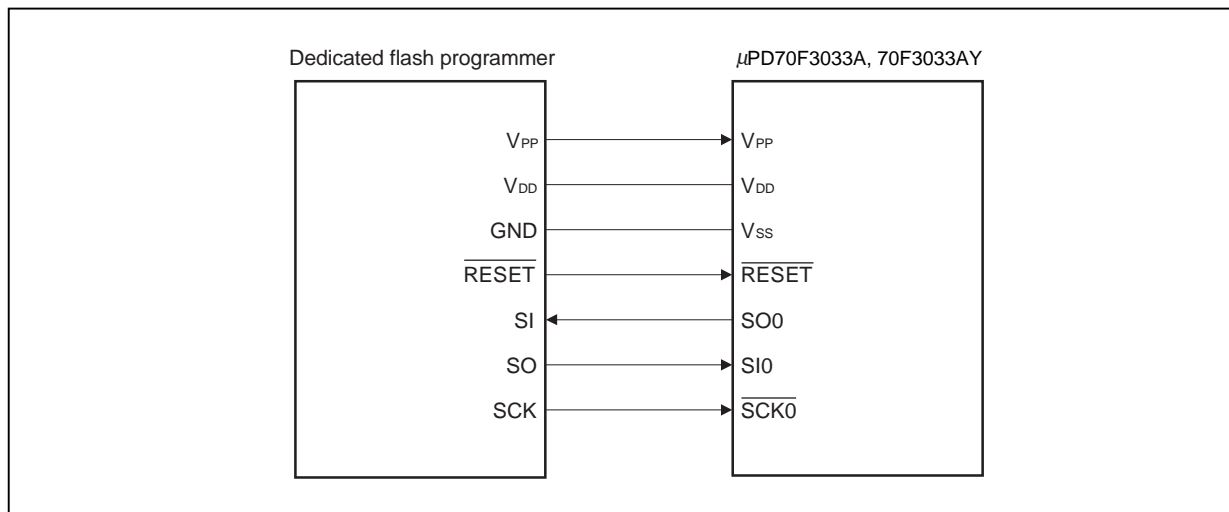 Dedicated flash programmer
μPD70F3033A, 70F3033AY
VPP VPP
VDD VDD
GND VSS
RESET RESET
SI SO0
SO SI0
SCK SCK0